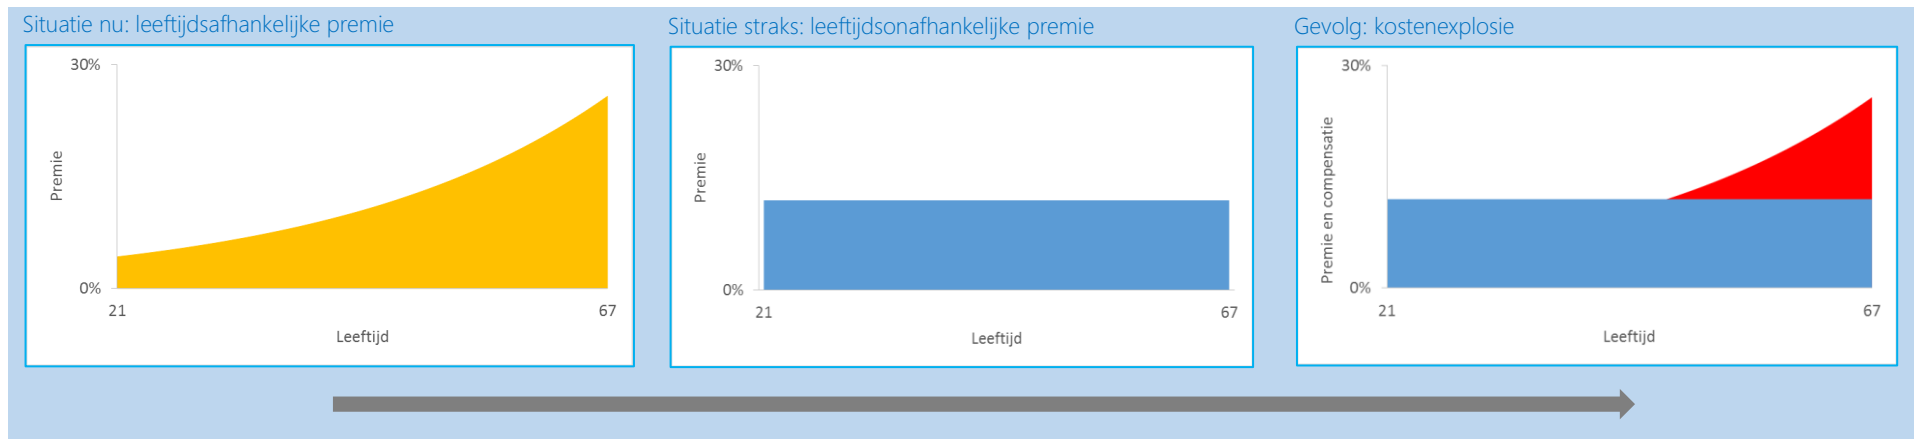 Situatie nu: leeftijdsafhankelijke premie
30%
Premie
0%
21
67
Leeftijd
Situatie straks: leeftijdsonafhankelijke premie
30%
Premie
0%
21
67
Leeftijd
Gevolg: kostenexplosie
30%
Premie en compensatie
0%
21
67
Leeftijd